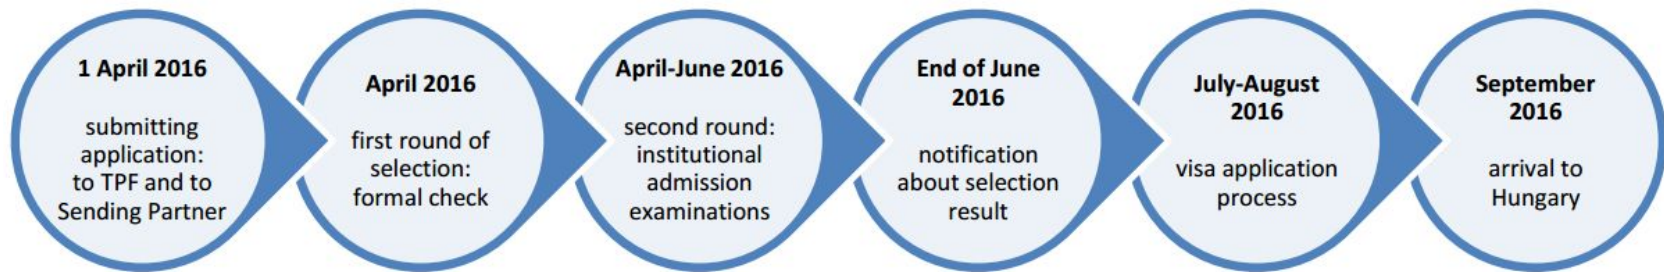 1 April 2016
submitting
application:
to TPF and to
Sending Partner
April 2016
first round of
selection:
formal check
April-June 2016
second round:
institutional
admission
examinations
End of June
2016
notification
about selection
result
July-August
2016
visa application
process
September
2016
arrival to
Hungary